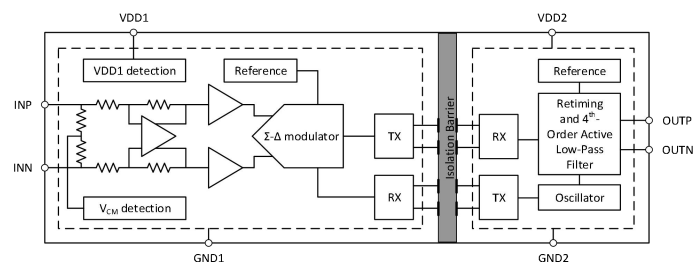 VDD1
VDD2
VDD1 detection
Reference
Reference
INP
INN
Σ-Δ modulator
TX
RX
Isolation Barrier
RX
TX
Retiming
and 4th-
Order Active
Low-Pass
Filter
OUTP
OUTN
Oscillator
VCM detection
GND1
GND2